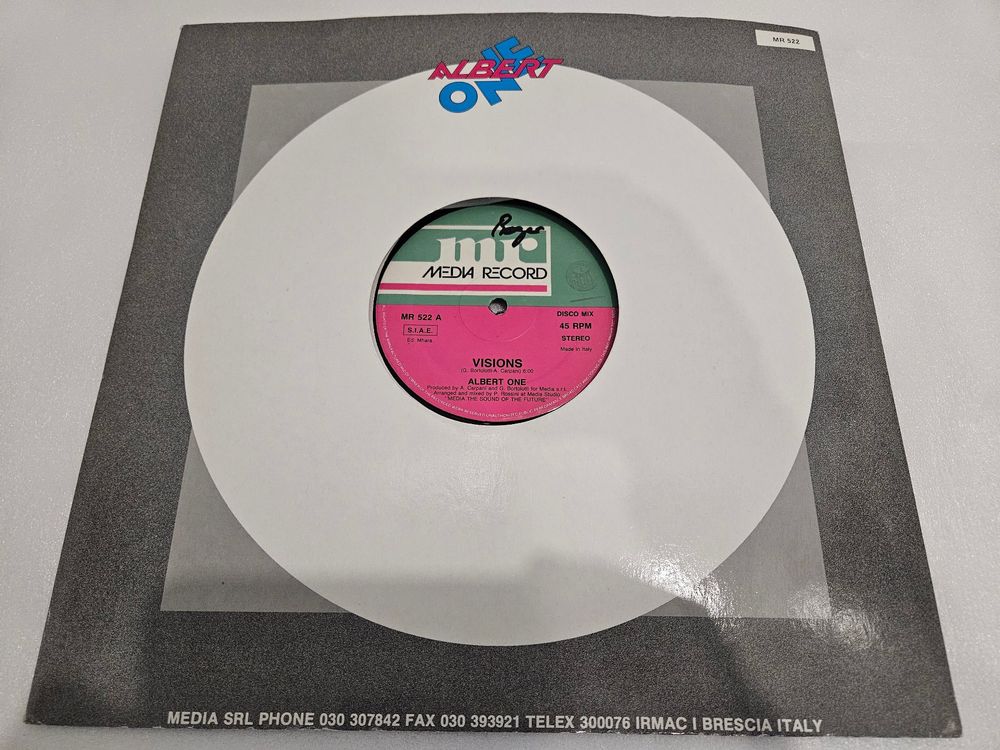 MR 522
ALBERT
ONE
Roger
mr
MEDIA RECORD
MR 522 A
S.I.A.E.
Ed. Mhara
DISCO MIX
45 RPM
STEREO
Made in Italy
VISIONS
(G. Bortolotti-A. Carpani) 6:00
ALBERT ONE
Produced by A. Carpani and G. Bortolotti for Media s.r.l.
Arranged and mixed by P. Rossini at Media Studio
"MEDIA THE SOUND OF THE FUTURE"
MEDIA SRL PHONE 030 307842 FAX 030 393921 TELEX 300076 IRMAC I BRESCIA ITALY